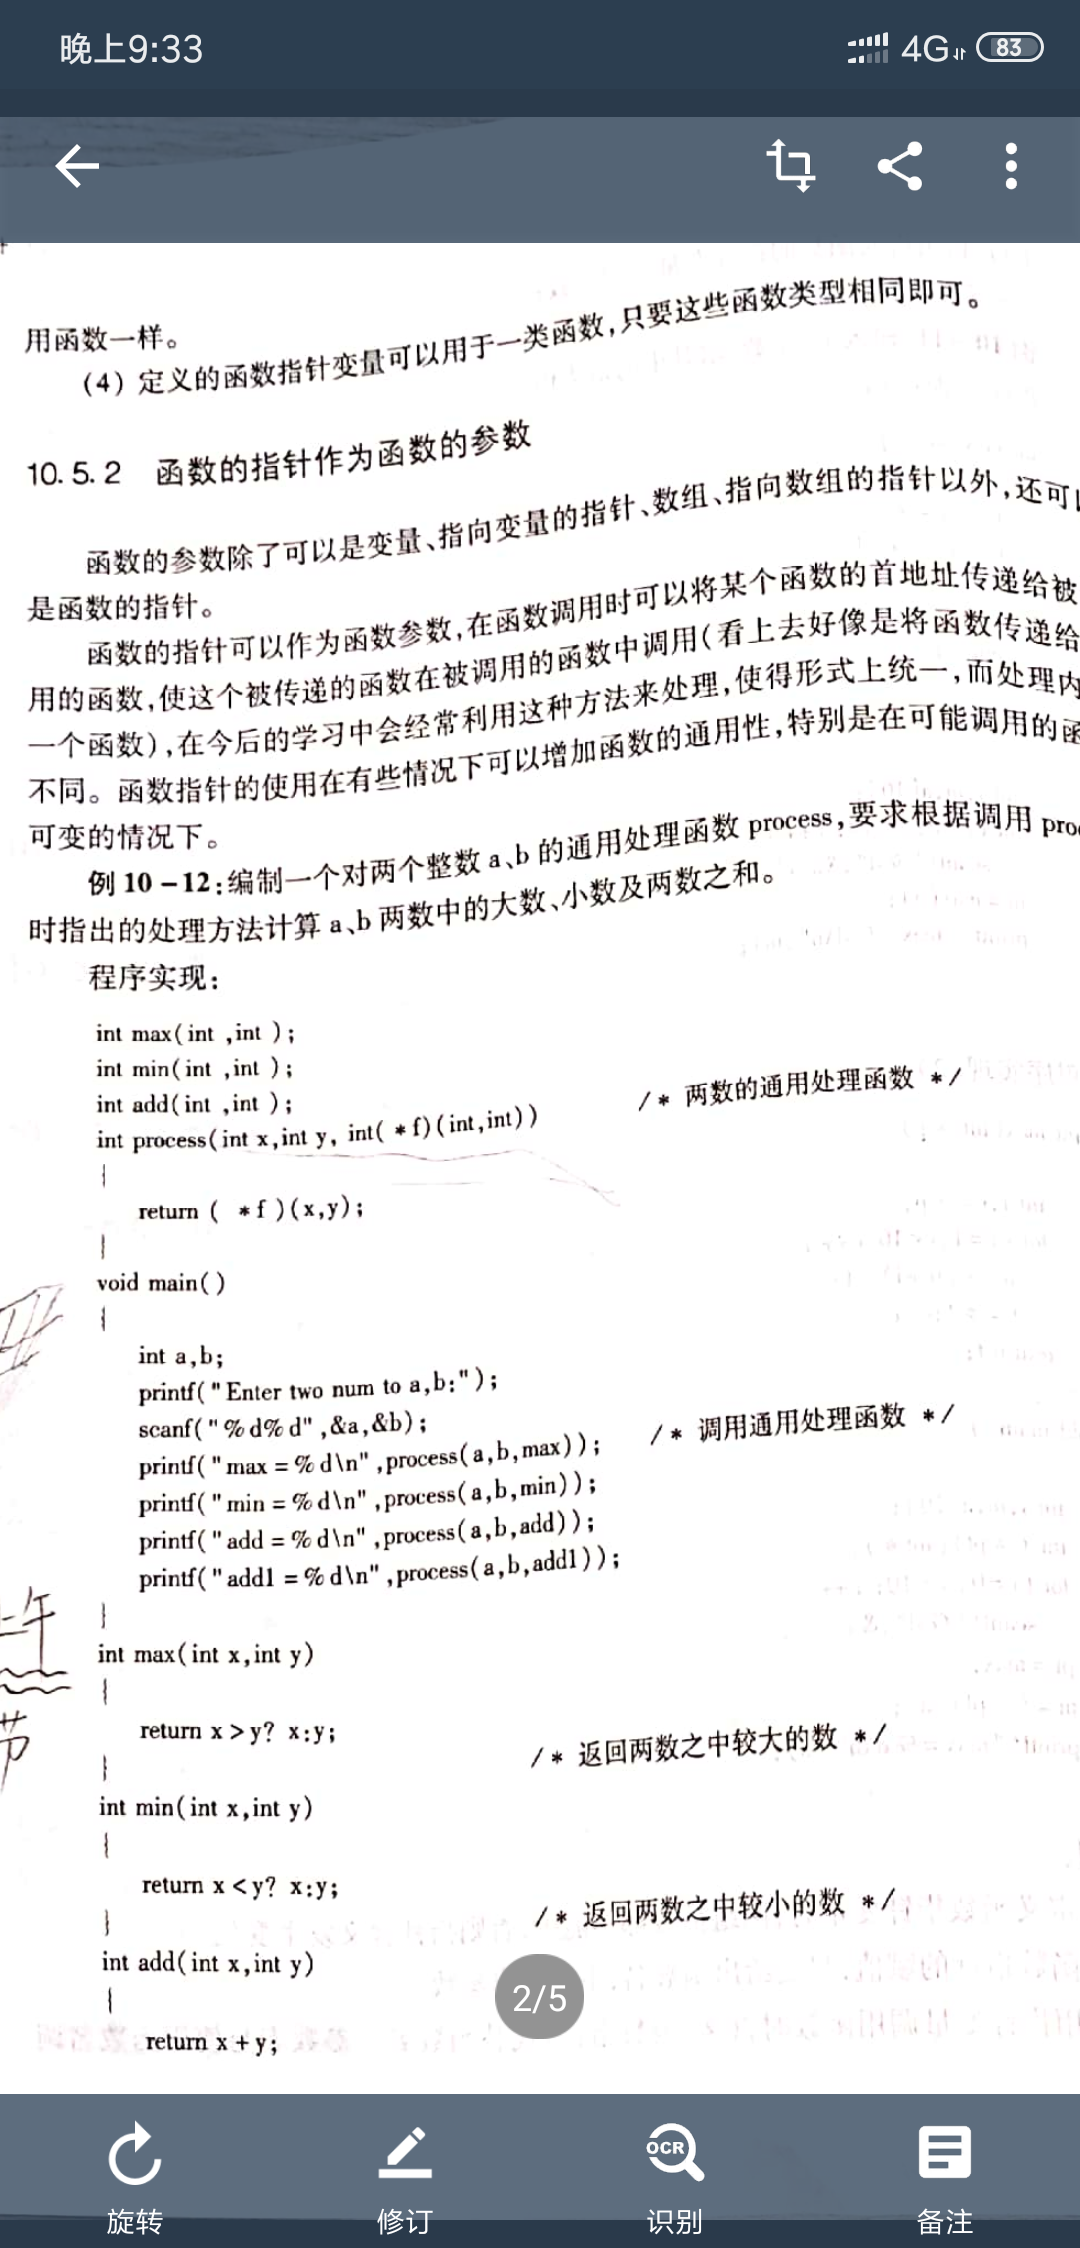 晚上9:33
4G
83
用函数一样。
(4) 定义的函数指针变量可以用于一类函数,只要这些函数类型相同即可。
10.5.2 函数的指针作为函数的参数
函数的参数除了可以是变量、指向变量的指针、数组、指向数组的指针以外,还可
是函数的指针。
函数的指针可以作为函数参数,在函数调用时可以将某个函数的首地址传递给被
用的函数,使这个被传递的函数在被调用的函数中调用(看上去好像是将函数传递给
一个函数),在今后的学习中会经常利用这种方法来处理,使得形式上统一,而处理内
不同。函数指针的使用在有些情况下可以增加函数的通用性,特别是在可能调用的函
可变的情况下。
例 10-12:编制一个对两个整数 a、b 的通用处理函数 process,要求根据调用 pro
时指出的处理方法计算 a、b 两数中的大数、小数及两数之和。
程序实现:
int max(int ,int );
int min(int ,int );
int add(int ,int );
int process(int x,int y, int( *f)(int,int)) /* 两数的通用处理函数 */
{
return ( *f )(x,y);
}
void main()
{
int a,b;
printf("Enter two num to a,b:");
scanf("%d%d",&a,&b);
printf("max=%d\n",process(a,b,max)); /* 调用通用处理函数 */
printf("min=%d\n",process(a,b,min));
printf("add=%d\n",process(a,b,add));
printf("add1=%d\n",process(a,b,add1));
}
int max(int x,int y)
{
return x>y? x:y; /* 返回两数之中较大的数 */
}
int min(int x,int y)
{
return x<y? x:y; /* 返回两数之中较小的数 */
}
int add(int x,int y)
{
return x+y;
午
节
2/5
旋转
修订
OCR
识别
备注